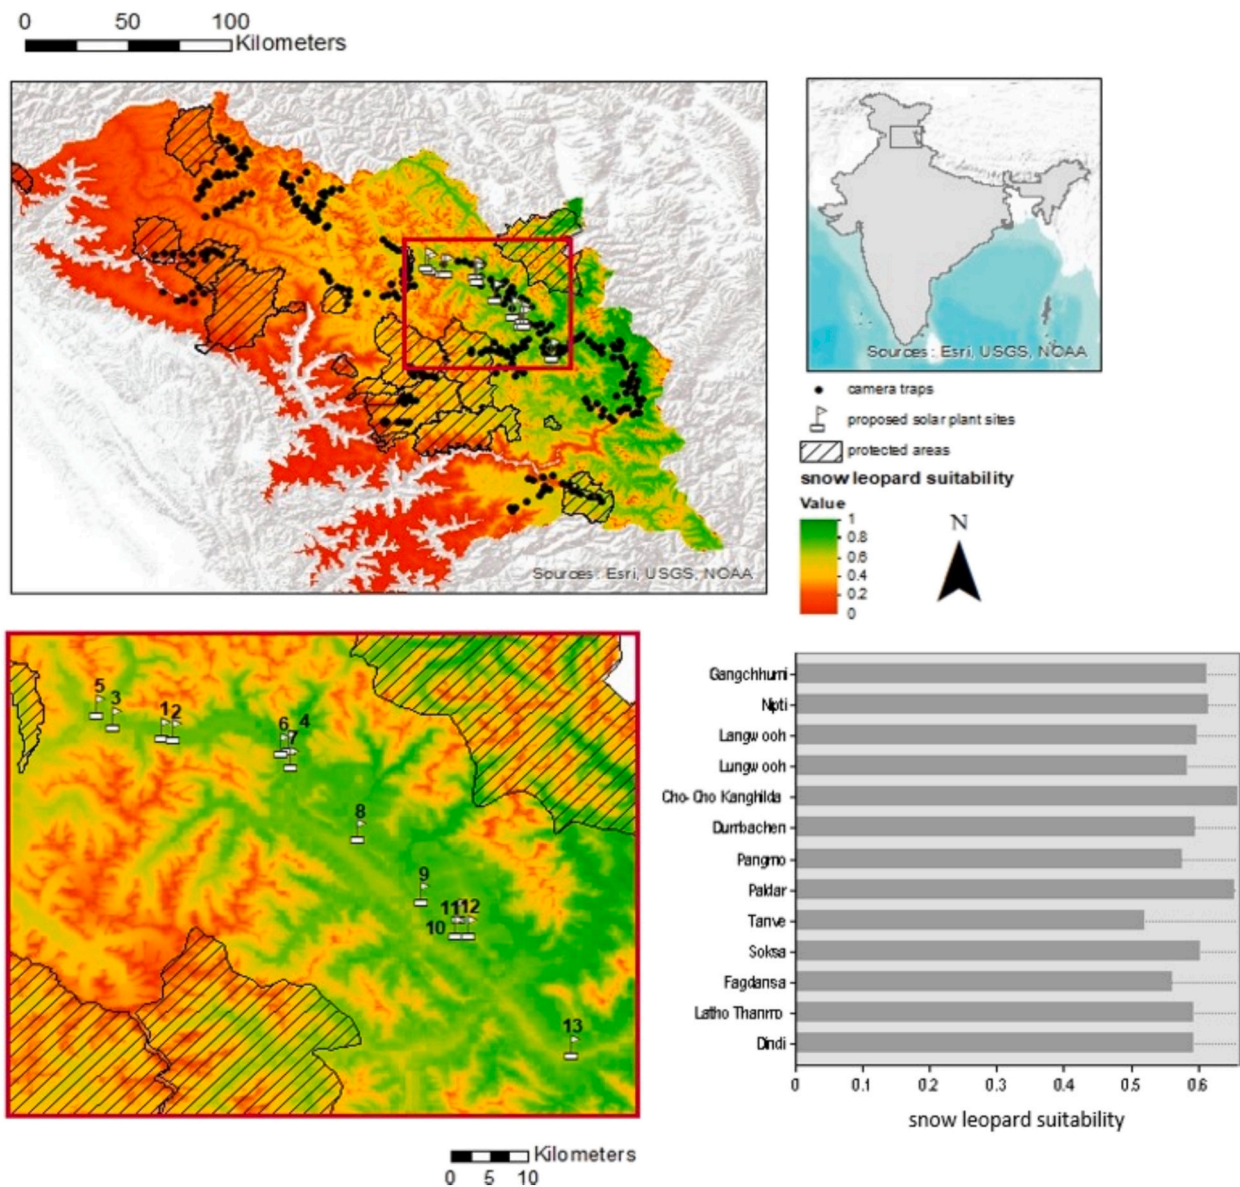 0 50 100
Kilometers
Sources: Esri, USGS, NOAA
Sources: Esri, USGS, NOAA
camera traps
proposed solar plant sites
protected areas
snow leopard suitability
Value
1
0.8
0.6
0.4
0.2
0
N
5
3
12
6 4
7
8
9
1112
10
13
Kilometers
0 5 10
Gangchhumi
Nipti
Langwooh
Lungwooh
Cho-Cho Kanghilda
Durrbachen
Pangmo
Paldar
Tanve
Soksa
Fagdansa
Latho Thanmo
Dindi
0 0.1 0.2 0.3 0.4 0.5 0.6
snow leopard suitability